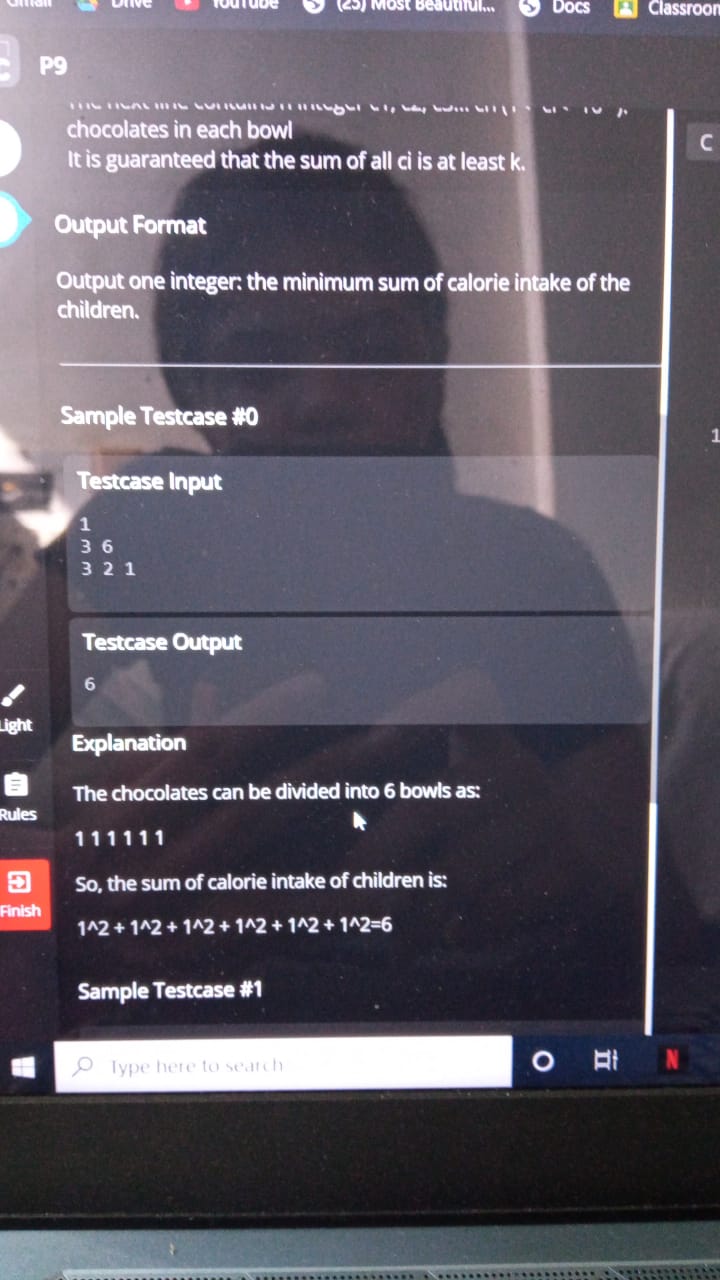 Gmail Drive YouTube (25) Most Beautiful... Docs Classroom
P9
chocolates in each bowl
It is guaranteed that the sum of all ci is at least k.
C
Output Format
Output one integer: the minimum sum of calorie intake of the
children.
Sample Testcase #0
1
Testcase Input
1
3 6
3 2 1
Testcase Output
6
Light
Explanation
The chocolates can be divided into 6 bowls as:
Rules
1 1 1 1 1 1
So, the sum of calorie intake of children is:
Finish
1^2 + 1^2 + 1^2 + 1^2 + 1^2 + 1^2=6
Sample Testcase #1
Type here to search
N